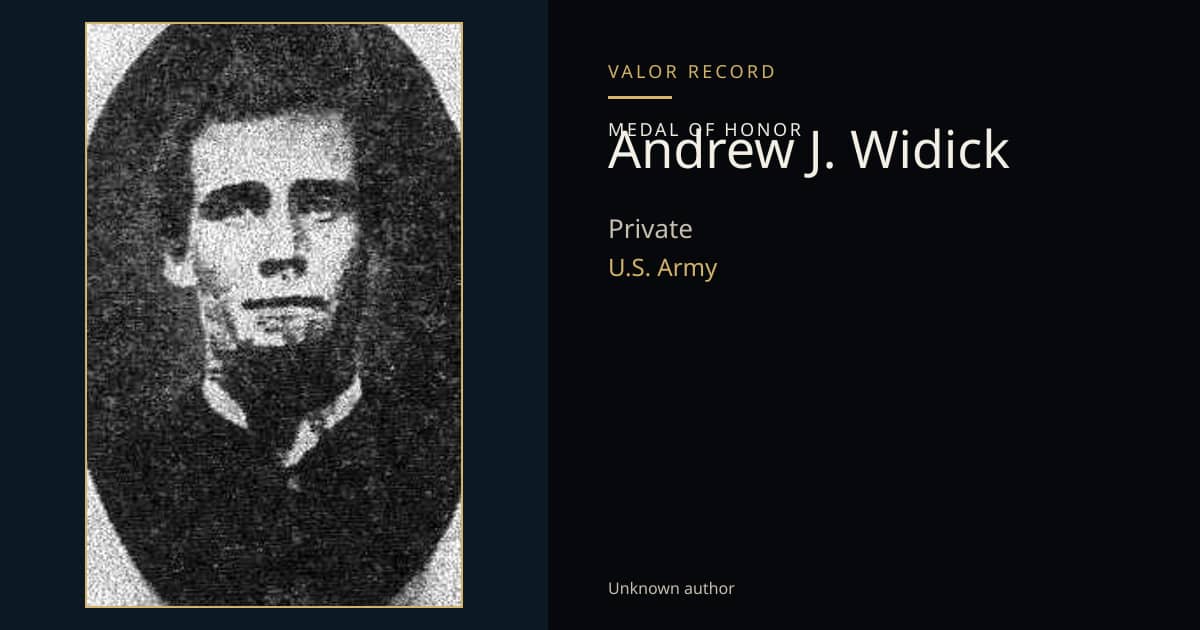 VALOR RECORD
MEDAL OF HONOR
Andrew J. Widick
Private
U.S. Army
Unknown author